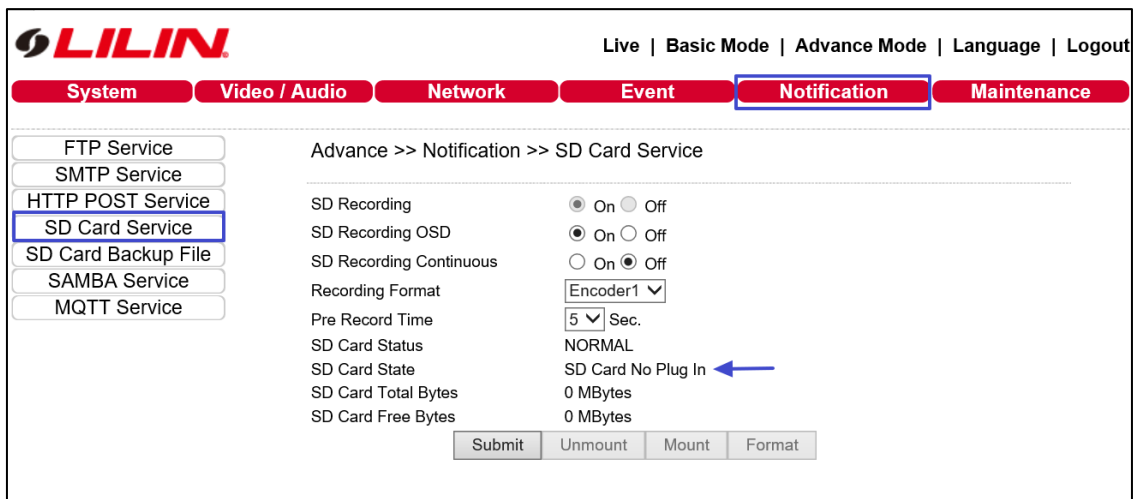 LILIN
Live | Basic Mode | Advance Mode | Language | Logout
System Video / Audio Network Event Notification Maintenance
FTP Service
SMTP Service
HTTP POST Service
SD Card Service
SD Card Backup File
SAMBA Service
MQTT Service
Advance >> Notification >> SD Card Service
SD Recording On Off
SD Recording OSD On Off
SD Recording Continuous On Off
Recording Format Encoder1
Pre Record Time 5 Sec.
SD Card Status NORMAL
SD Card State SD Card No Plug In
SD Card Total Bytes 0 MBytes
SD Card Free Bytes 0 MBytes
Submit Unmount Mount Format